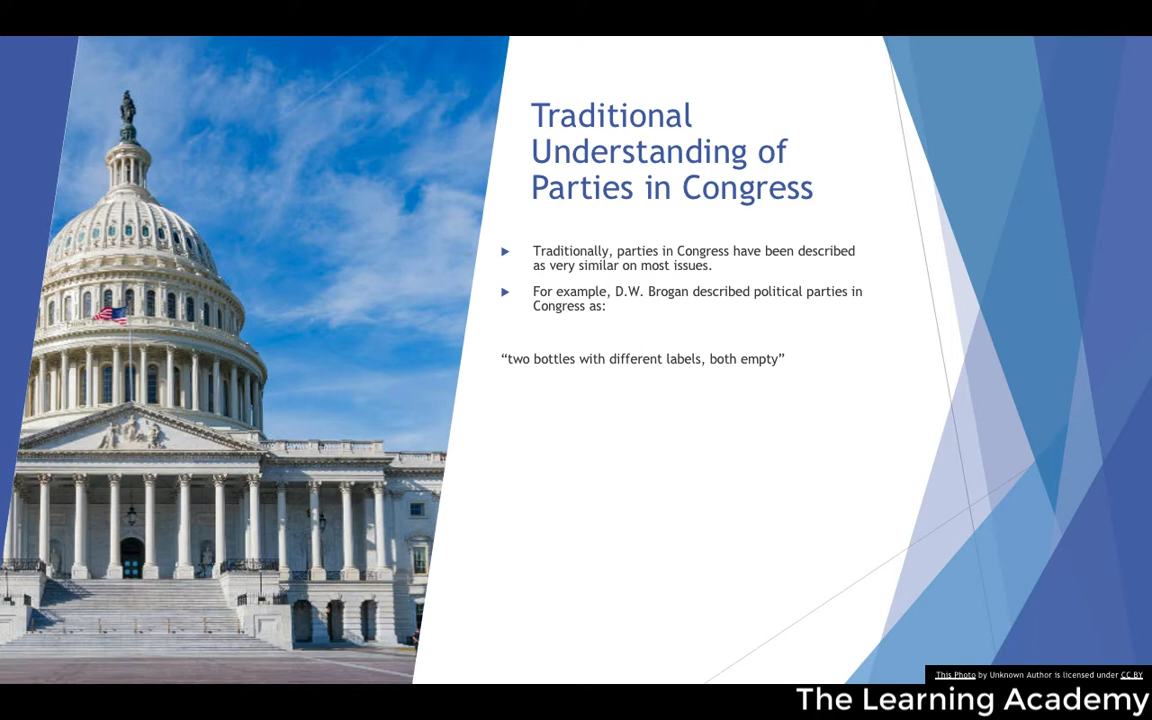 Traditional
Understanding of
Parties in Congress
Traditionally, parties in Congress have been described
as very similar on most issues.
For example, D.W. Brogan described political parties in
Congress as:
“two bottles with different labels, both empty”
This Photo by Unknown Author is licensed under CC BY
The Learning Academy